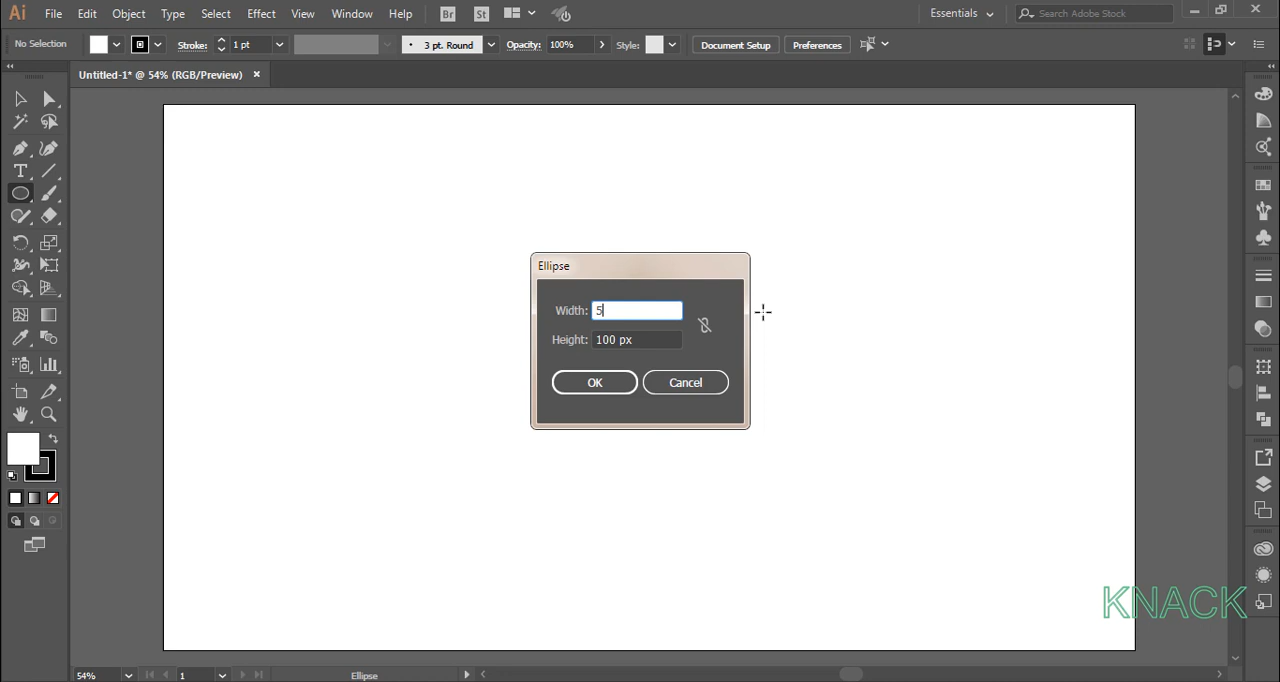 Ai File Edit Object Type Select Effect View Window Help Br St Essentials Search Adobe Stock
No Selection Stroke: 1 pt 3 pt. Round Opacity: 100% Style: Document Setup Preferences
Untitled-1* @ 54% (RGB/Preview)
Ellipse
Width: 5
Height: 100 px
OK Cancel
KNACK
54% 1 Ellipse